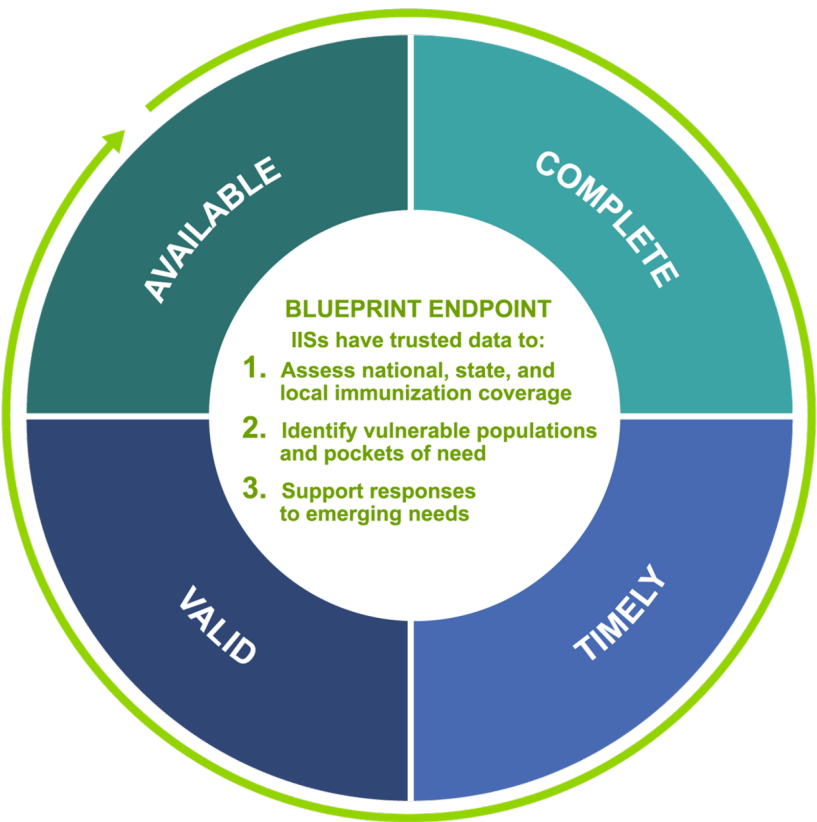 AVAILABLE
COMPLETE
BLUEPRINT ENDPOINT
IISs have trusted data to:
1. Assess national, state, and
local immunization coverage
2. Identify vulnerable populations
and pockets of need
3. Support responses
to emerging needs
VALID
TIMELY